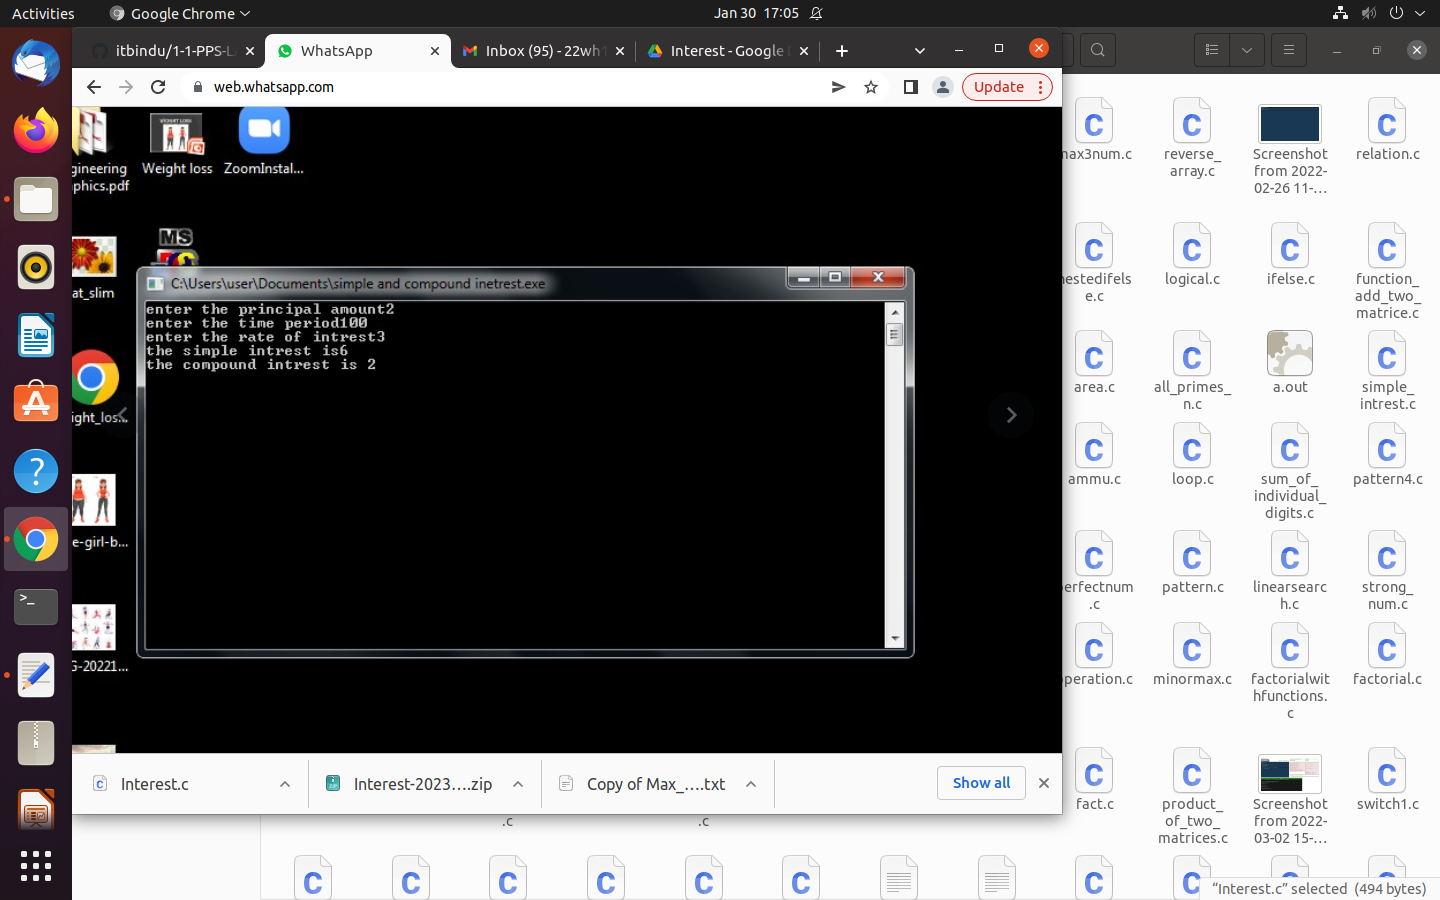 Activities
Google Chrome
Jan 30 17:05
itbindu/1-1-PPS-L
WhatsApp
Inbox (95) - 22wh1
Interest - Google
web.whatsapp.com
Update
gineering
aphics.pdf
Weight loss
ZoomInstal...
MS
at_slim
ight_los...
e-girl-b...
G-20221...
C:\Users\user\Documents\simple and compound inetrest.exe
enter the principal amount2
enter the time period100
enter the rate of intrest3
the simple intrest is6
the compound intrest is 2
Interest.c
Interest-2023....zip
Copy of Max_....txt
Show all
.c
.c
max3num.c
reverse_
array.c
Screenshot
from 2022-
02-26 11-...
relation.c
nestedifels
e.c
logical.c
ifelse.c
function_
add_two_
matrice.c
area.c
all_primes_
n.c
a.out
simple_
intrest.c
ammu.c
loop.c
sum_of_
individual_
digits.c
pattern4.c
perfectnum
.c
pattern.c
linearsearc
h.c
strong_
num.c
operation.c
minormax.c
factorialwit
hfunctions.
c
factorial.c
fact.c
product_
of_two_
matrices.c
Screenshot
from 2022-
03-02 15-...
switch1.c
"Interest.c" selected (494 bytes)